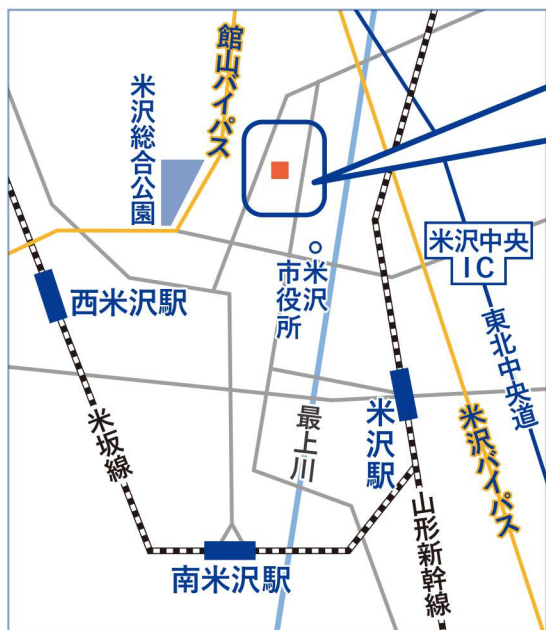 館山バイパス
米沢総合公園
米沢中央
IC
米沢
市役所
西米沢駅
東北中央道
米沢駅
最上川
米沢バイパス
米坂線
山形新幹線
南米沢駅